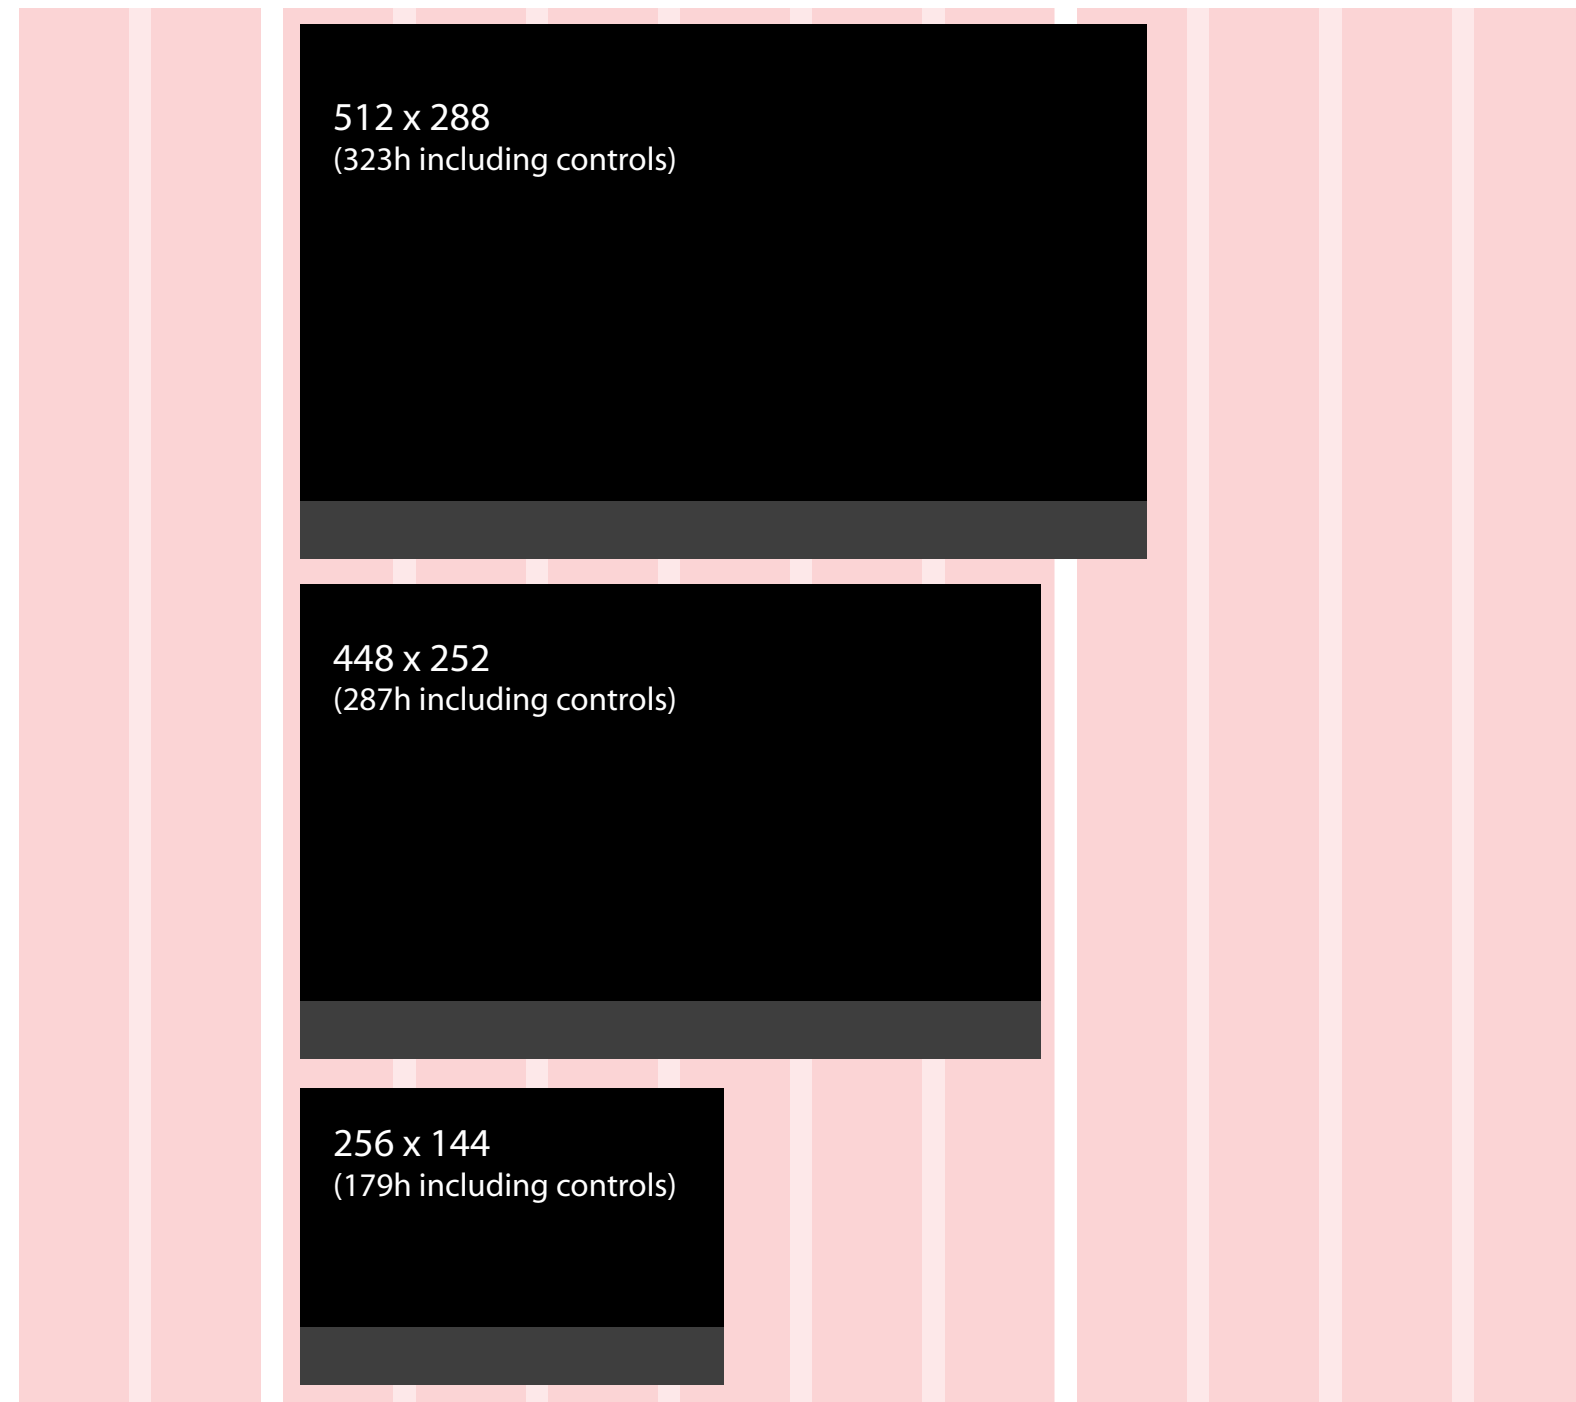 512 x 288
(323h including controls)
448 x 252
(287h including controls)
256 x 144
(179h including controls)